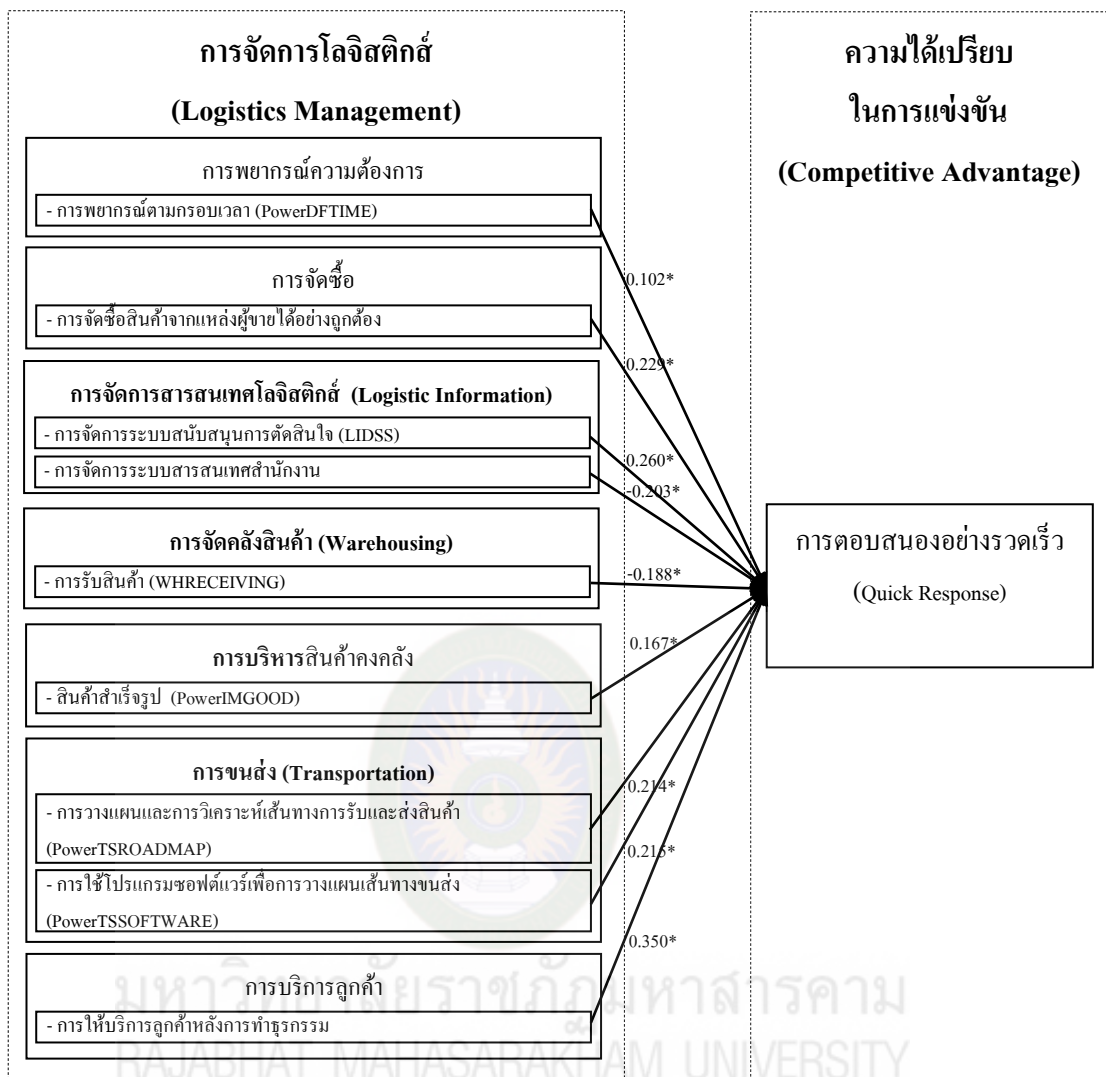 การจัดการโลจิสติกส์
(Logistics Management)
การพยากรณ์ความต้องการ
- การพยากรณ์ตามกรอบเวลา (PowerDFTIME)
การจัดซื้อ
- การจัดซื้อสินค้าจากแหล่งผู้ขายได้อย่างถูกต้อง
การจัดการสารสนเทศโลจิสติกส์ (Logistic Information)
- การจัดการระบบสนับสนุนการตัดสินใจ (LIDSS)
- การจัดการระบบสารสนเทศสำนักงาน
การจัดคลังสินค้า (Warehousing)
- การรับสินค้า (WHRECEIVING)
การบริหารสินค้าคงคลัง
- สินค้าสำเร็จรูป (PowerIMGOOD)
การขนส่ง (Transportation)
- การวางแผนและการวิเคราะห์เส้นทางการรับและส่งสินค้า
(PowerTSROADMAP)
- การใช้โปรแกรมซอฟต์แวร์เพื่อการวางแผนเส้นทางขนส่ง
(PowerTSSOFTWARE)
การบริการลูกค้า
- การให้บริการลูกค้าหลังการทำธุรกรรม
0.102*
0.229*
0.260*
-0.203*
-0.188*
0.167*
0.214*
0.215*
0.350*
ความได้เปรียบ
ในการแข่งขัน
(Competitive Advantage)
การตอบสนองอย่างรวดเร็ว
(Quick Response)
มหาวิทยาลัยราชภัฏมหาสารคาม
RAJABHAT MAHASARAKHAM UNIVERSITY